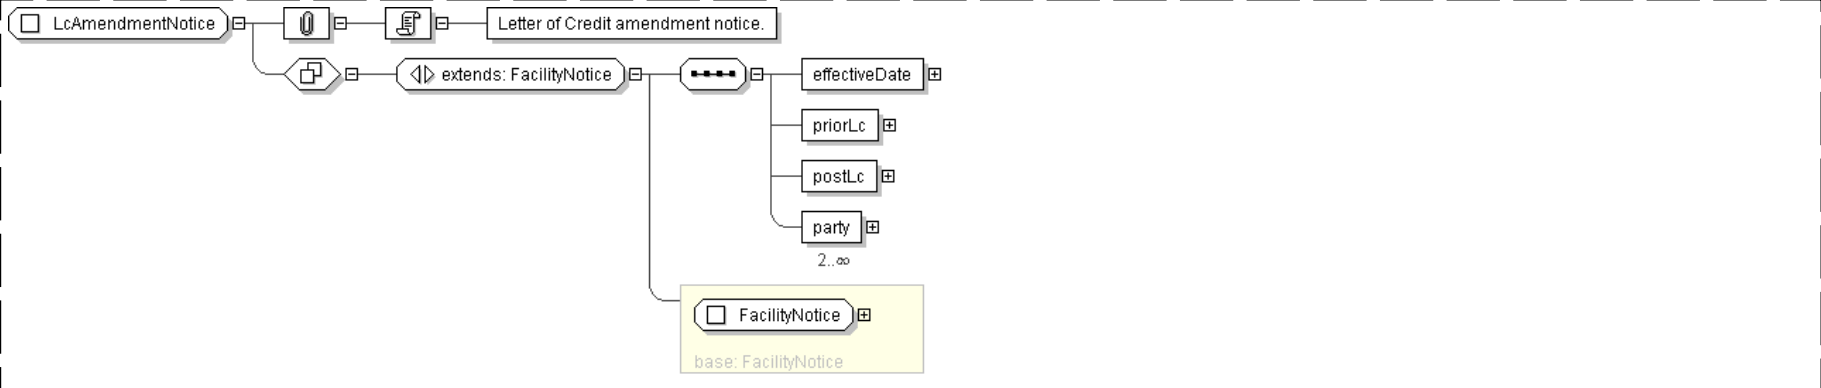 LcAmendmentNotice
Letter of Credit amendment notice.
extends: FacilityNotice
effectiveDate
priorLc
postLc
party
2..∞
FacilityNotice
base: FacilityNotice